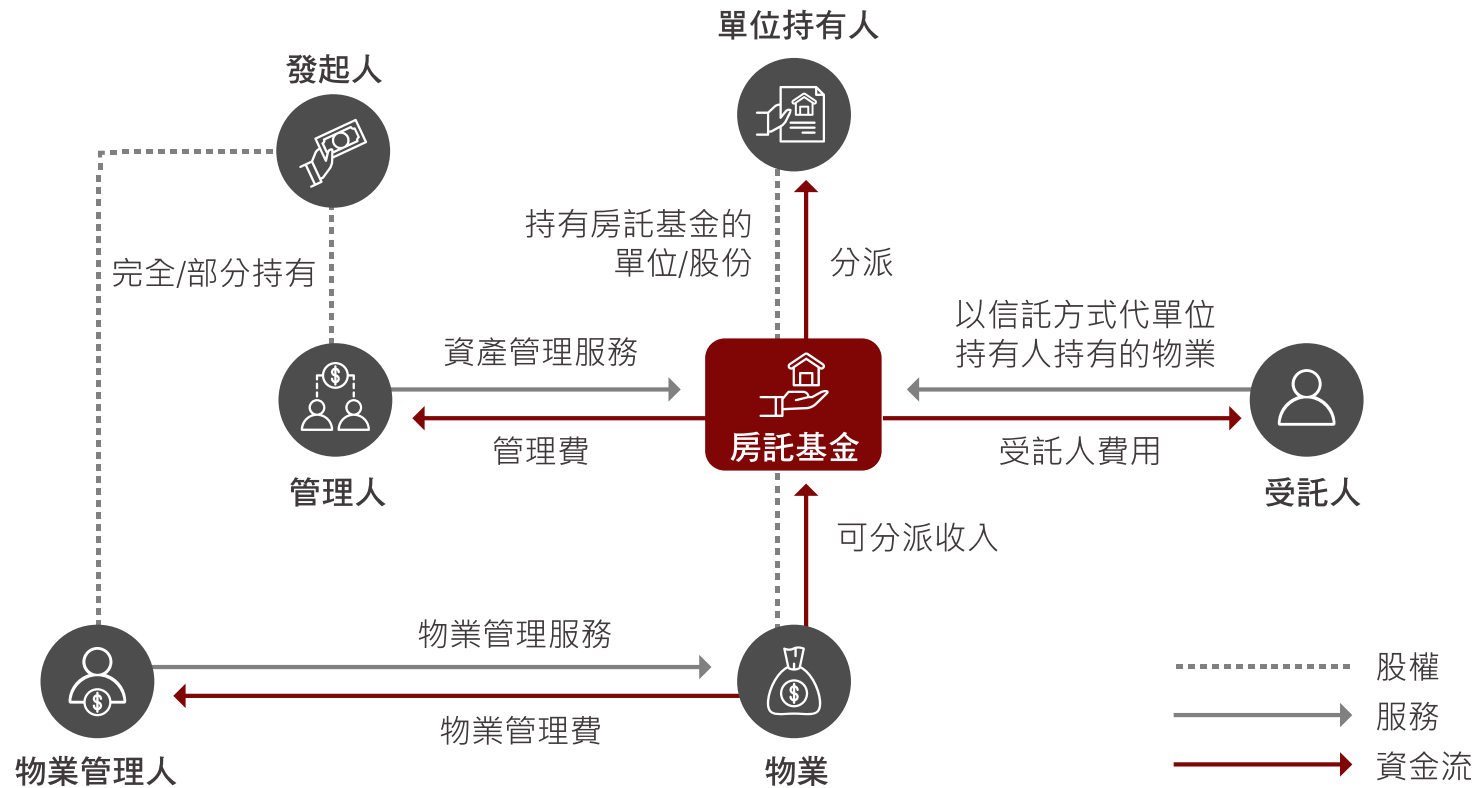 單位持有人
發起人
持有房託基金的
單位/股份
分派
完全/部分持有
以信託方式代單位
持有人持有的物業
資產管理服務
房託基金
管理費
受託人費用
管理人
受託人
可分派收入
物業管理服務
物業管理費
物業管理人
物業
股權
服務
資金流
$
$
$